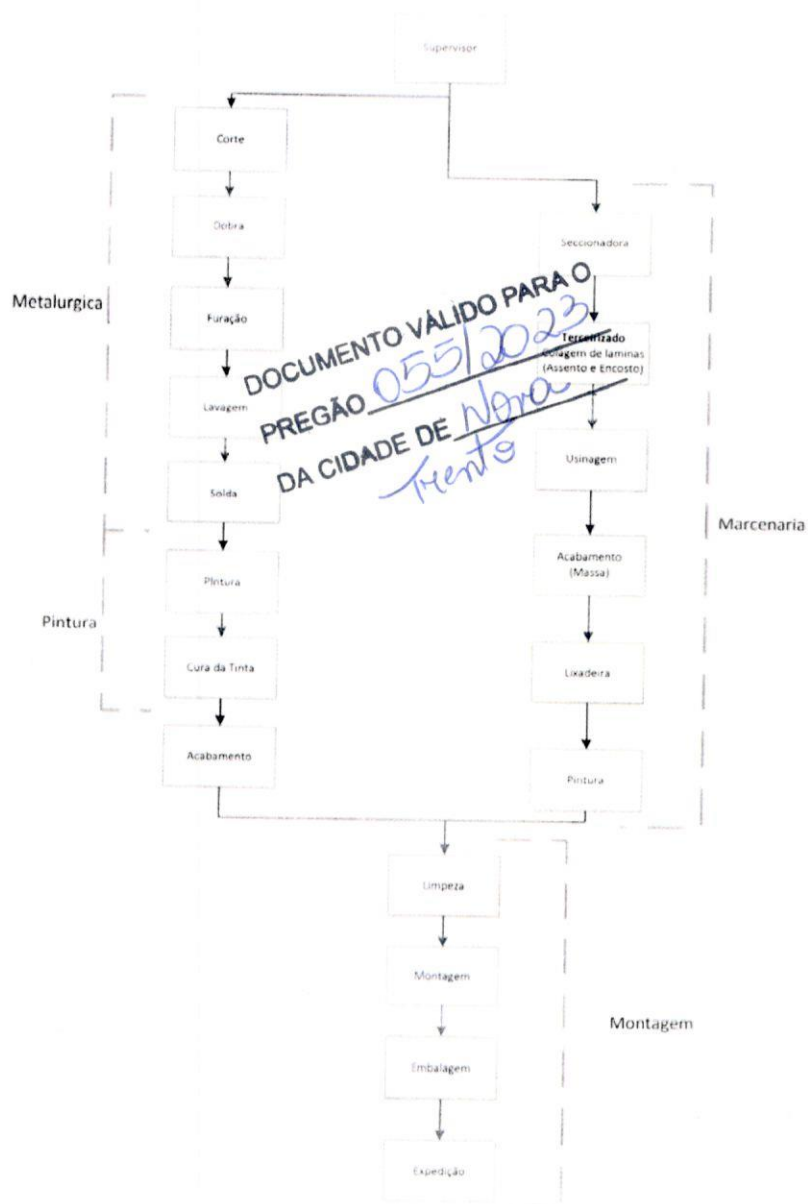 Supervisor
Metalurgica
Corte
Dobra
Furação
Lavagem
Solda
Pintura
Pintura
Cura da Tinta
Acabamento
Seccionadora
Terceirizado
Colagem de laminas
(Assento e Encosto)
Usinagem
Acabamento
(Massa)
Lixadeira
Pintura
Marcenaria
DOCUMENTO VÁLIDO PARA O
PREGÃO 055/2023
DA CIDADE DE Nova
Trento
Limpeza
Montagem
Embalagem
Expedição
Montagem